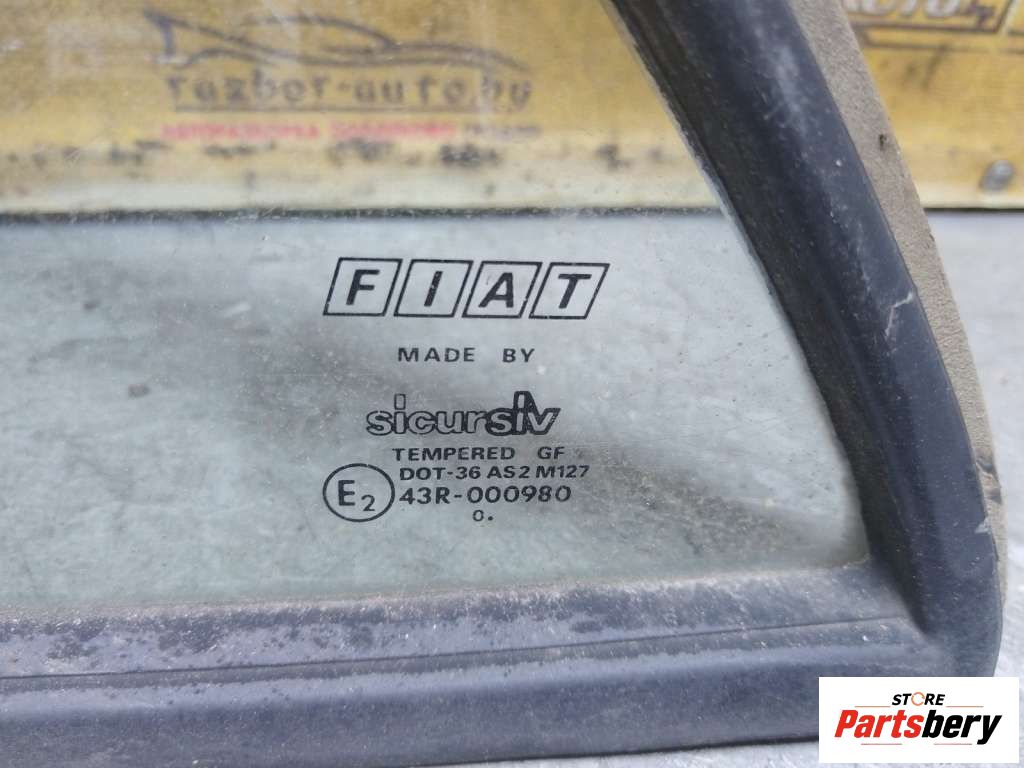 razbor-auto.by
FIAT
MADE BY
sicursiv
TEMPERED GF
DOT-36 AS2 M127
E2 43R-000980
0.
STORE
Partsbery